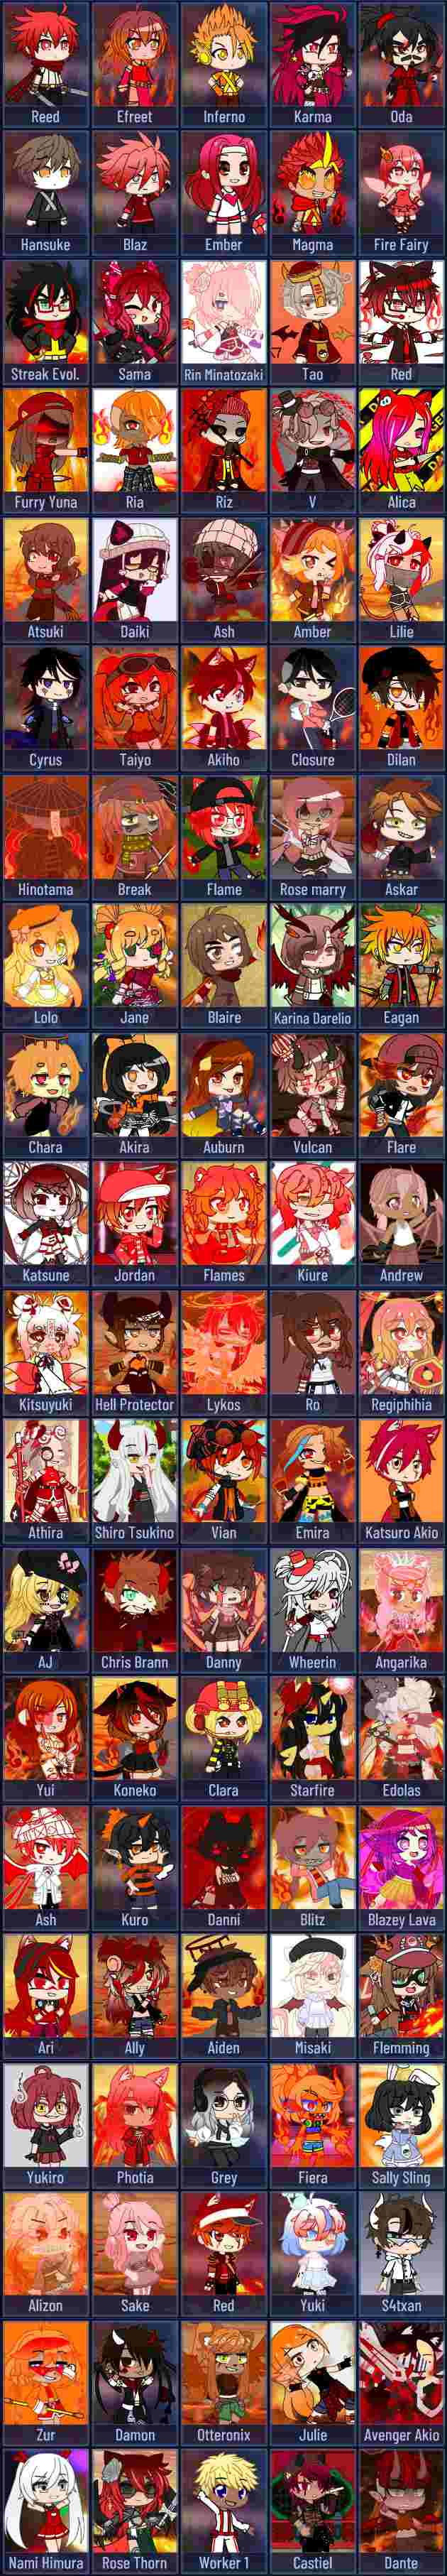 Reed Efreet Inferno Karma Oda
Hansuke Blaz Ember Magma Fire Fairy
Streak Evol. Sama Rin Minatozaki Tao Red
Furry Yuna Ria Riz V Alica
Atsuki Daiki Ash Amber Lilie
Cyrus Taiyo Akiho Closure Dilan
Hinotama Break Flame Rose marry Askar
Lolo Jane Blaire Karina Darelio Eagan
Chara Akira Auburn Vulcan Flare
Katsune Jordan Flames Kiure Andrew
Kitsuyuki Hell Protector Lykos Ro Regiphihia
Athira Shiro Tsukino Vian Emira Katsuro Akio
AJ Chris Brann Danny Wheerin Angarika
Yui Koneko Clara Starfire Edolas
Ash Kuro Danni Blitz Blazey Lava
Ari Ally Aiden Misaki Flemming
Yukiro Photia Grey Fiera Sally Sling
Alizon Sake Red Yuki S4txan
Zur Damon Otteronix Julie Avenger Akio
Nami Himura Rose Thorn Worker 1 Castiel Dante